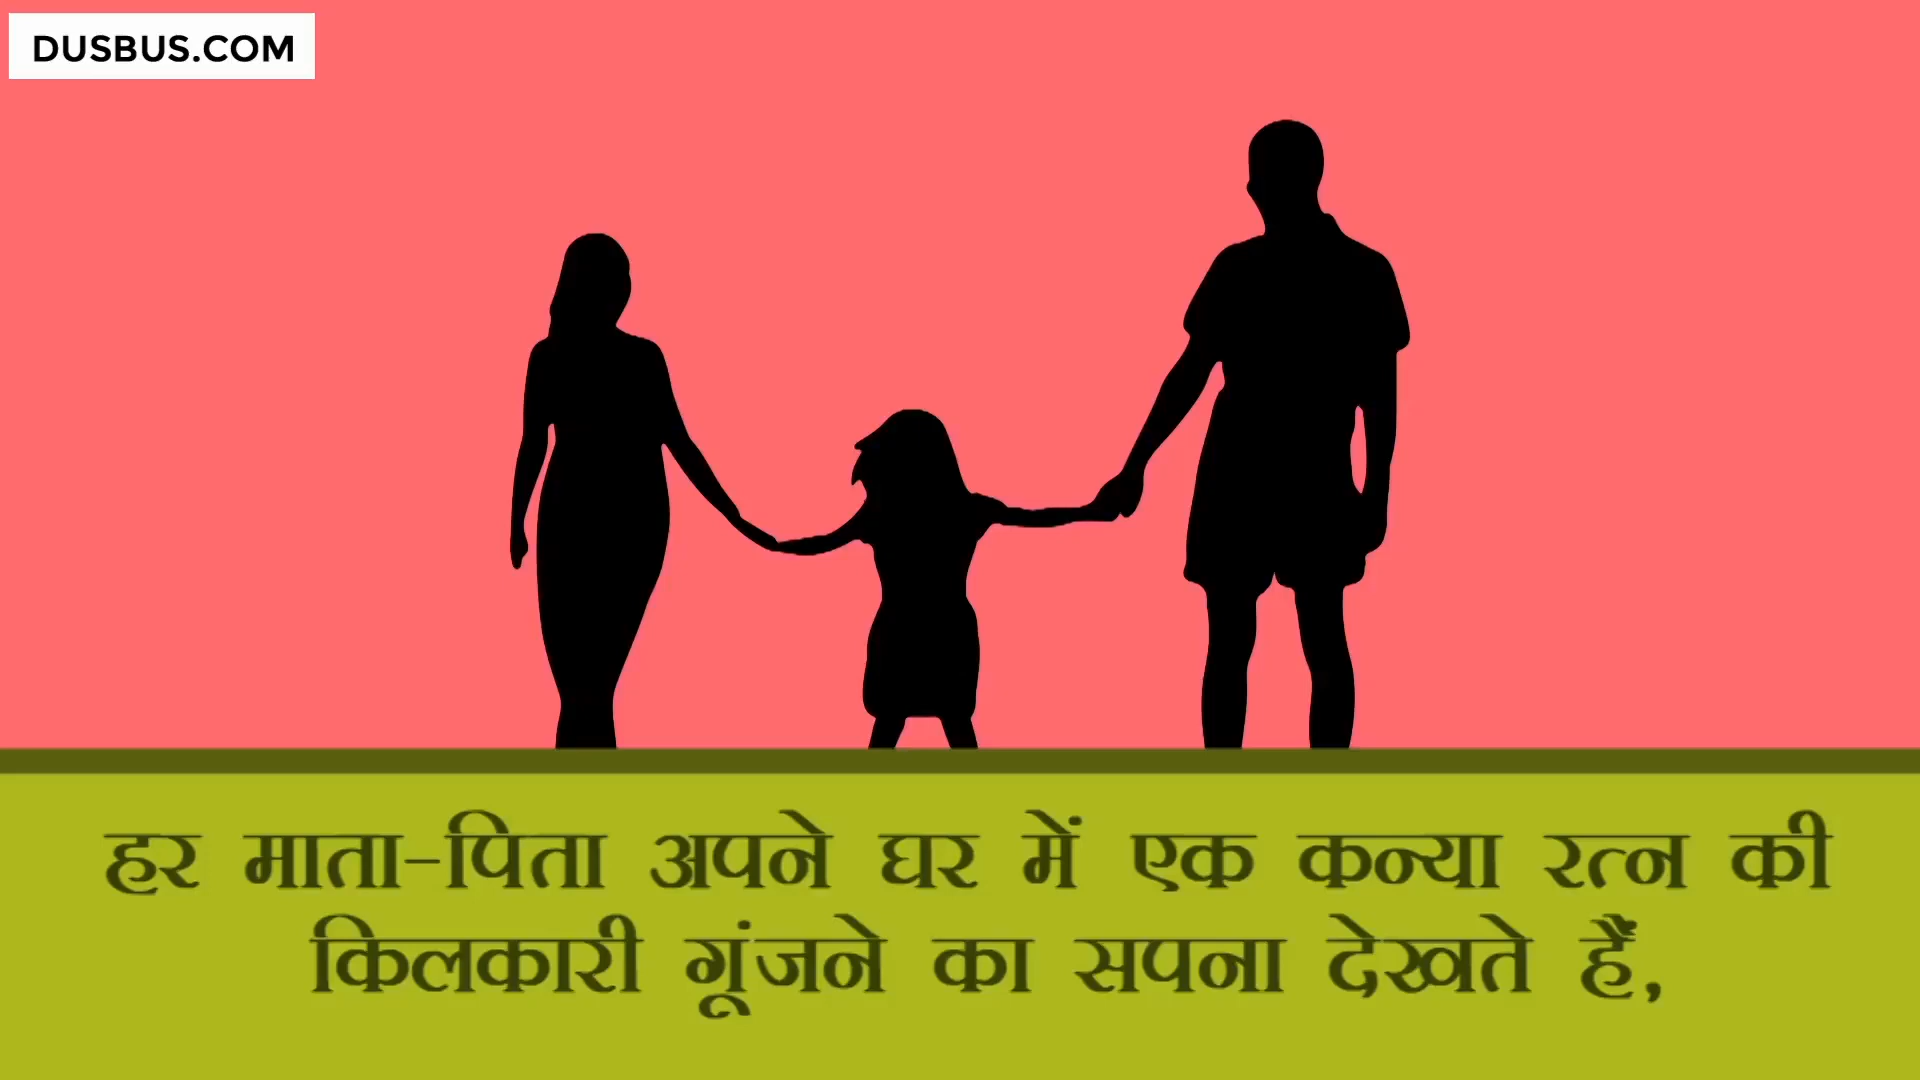 DUSBUS.COM
हर माता-पिता अपने घर में एक कन्या रत्न की
किलकारी गूंजने का सपना देखते हैं,